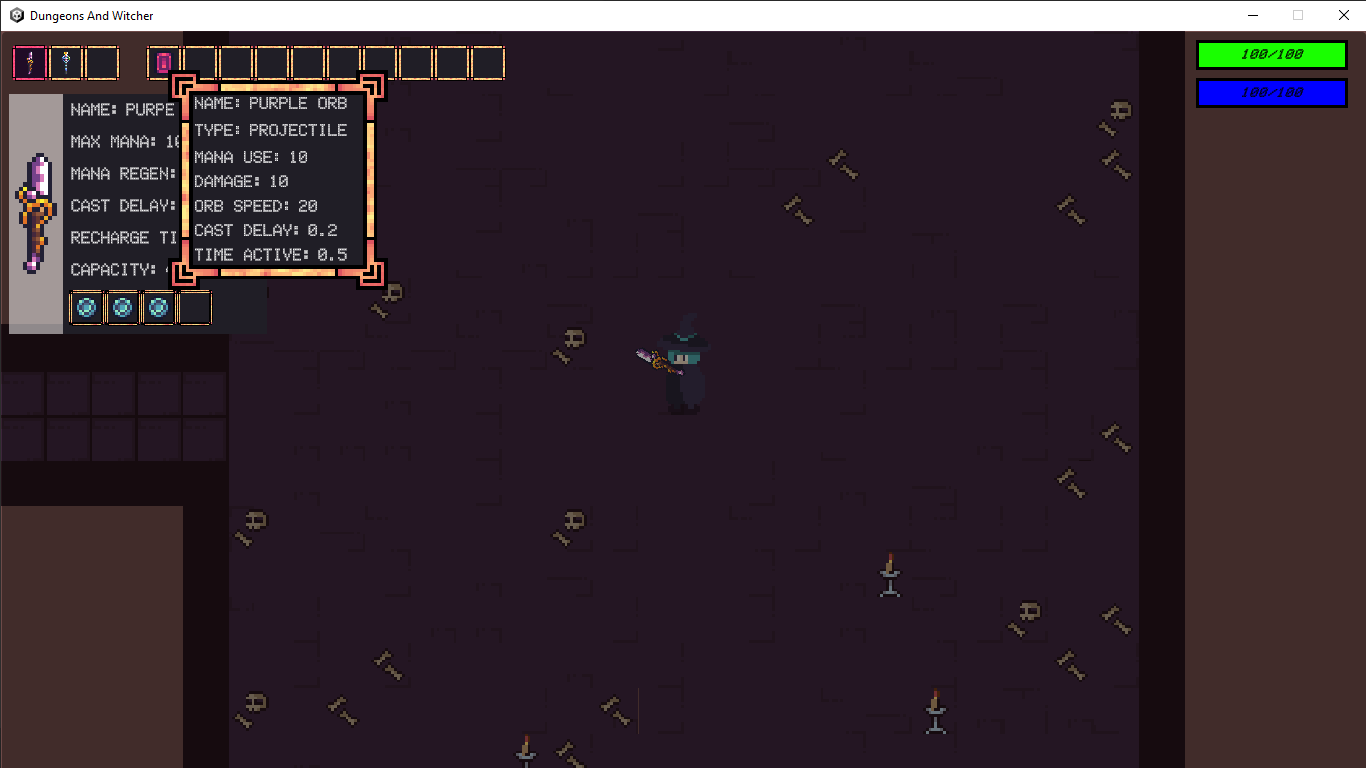 Dungeons And Witcher
100/100
100/100
NAME: PURPE
MAX MANA: 10
MANA REGEN:
CAST DELAY:
RECHARGE TI
CAPACITY:
NAME: PURPLE ORB
TYPE: PROJECTILE
MANA USE: 10
DAMAGE: 10
ORB SPEED: 20
CAST DELAY: 0.2
TIME ACTIVE: 0.5